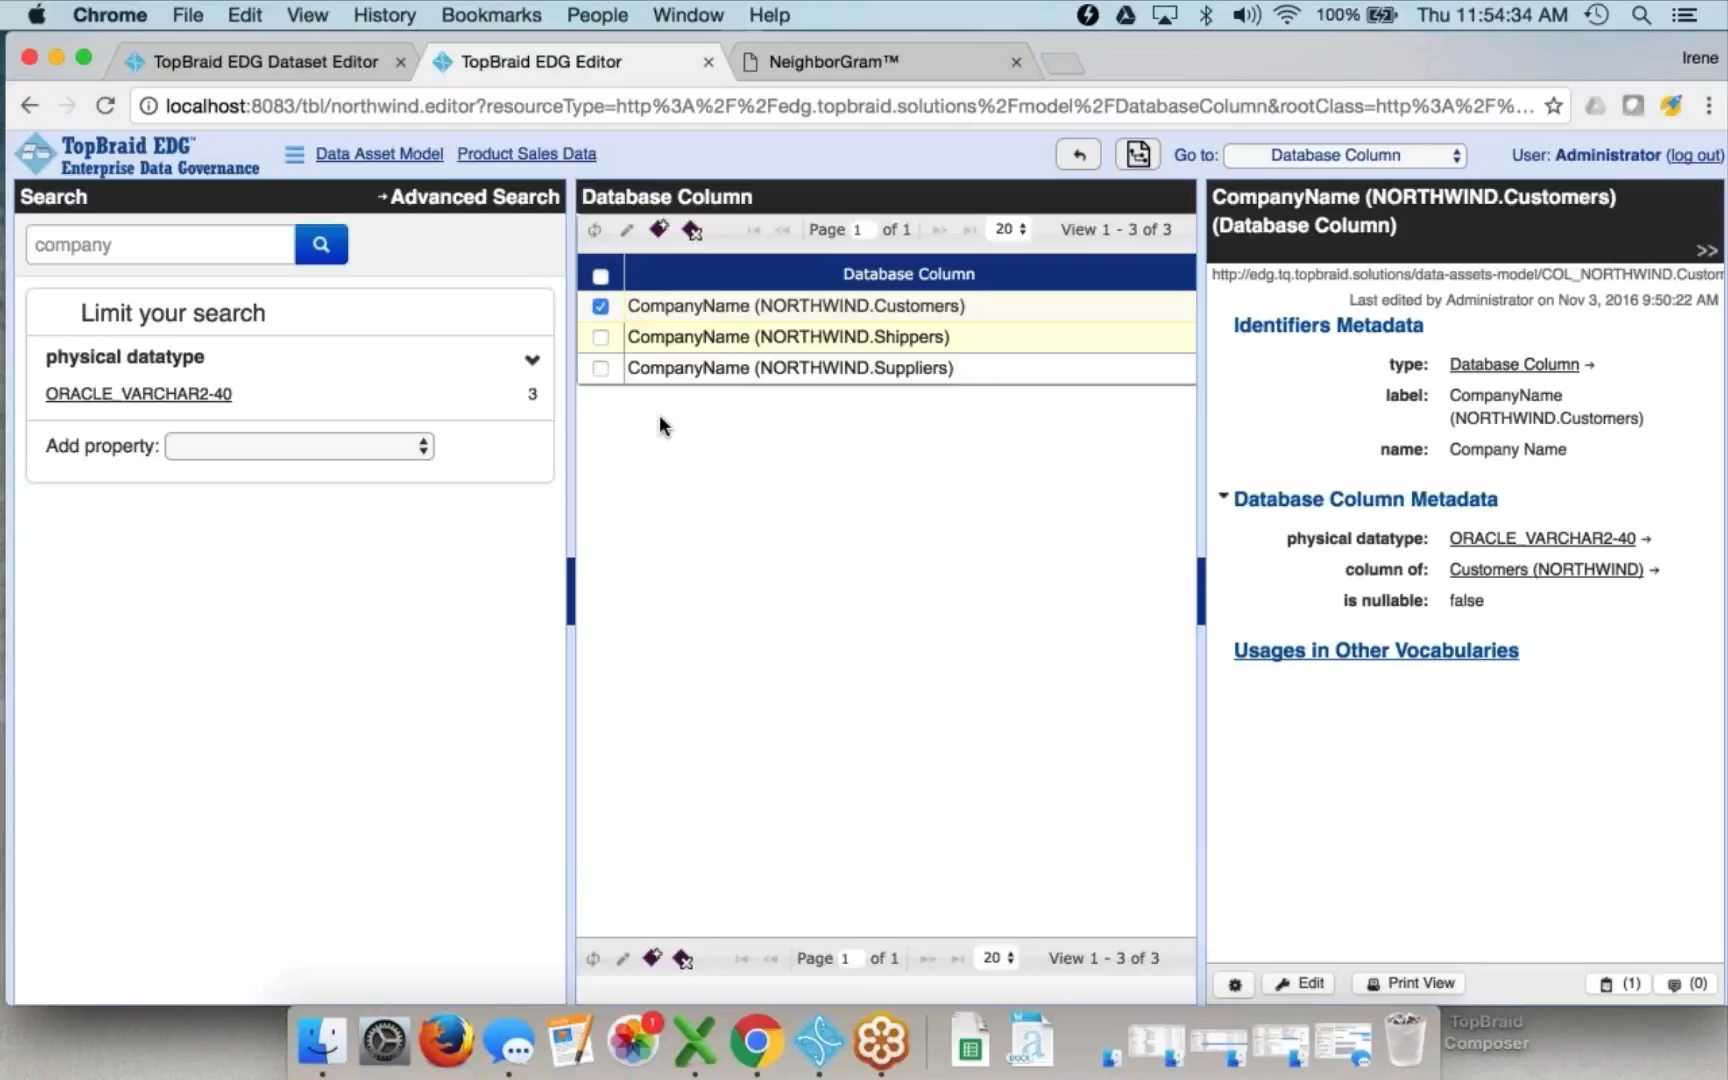 Chrome File Edit View History Bookmarks People Window Help 100% Thu 11:54:34 AM
TopBraid EDG Dataset Editor TopBraid EDG Editor NeighborGram™ Irene
localhost:8083/tbl/northwind.editor?resourceType=http%3A%2F%2Fedg.topbraid.solutions%2Fmodel%2FDatabaseColumn&rootClass=http%3A%2F%...
TopBraid EDG™
Enterprise Data Governance
Data Asset Model Product Sales Data Go to: Database Column User: Administrator (log out)
Search Advanced Search
company
Limit your search
physical datatype
ORACLE_VARCHAR2-40 3
Add property:
Database Column
Page 1 of 1 20 View 1 - 3 of 3
Database Column
CompanyName (NORTHWIND.Customers)
CompanyName (NORTHWIND.Shippers)
CompanyName (NORTHWIND.Suppliers)
Page 1 of 1 20 View 1 - 3 of 3
CompanyName (NORTHWIND.Customers)
(Database Column)
>>
http://edg.tq.topbraid.solutions/data-assets-model/COL_NORTHWIND.Custom
Last edited by Administrator on Nov 3, 2016 9:50:22 AM
Identifiers Metadata
type: Database Column
label: CompanyName
(NORTHWIND.Customers)
name: Company Name
Database Column Metadata
physical datatype: ORACLE_VARCHAR2-40
column of: Customers (NORTHWIND)
is nullable: false
Usages in Other Vocabularies
Edit Print View (1) (0)
1
TopBraid
Composer